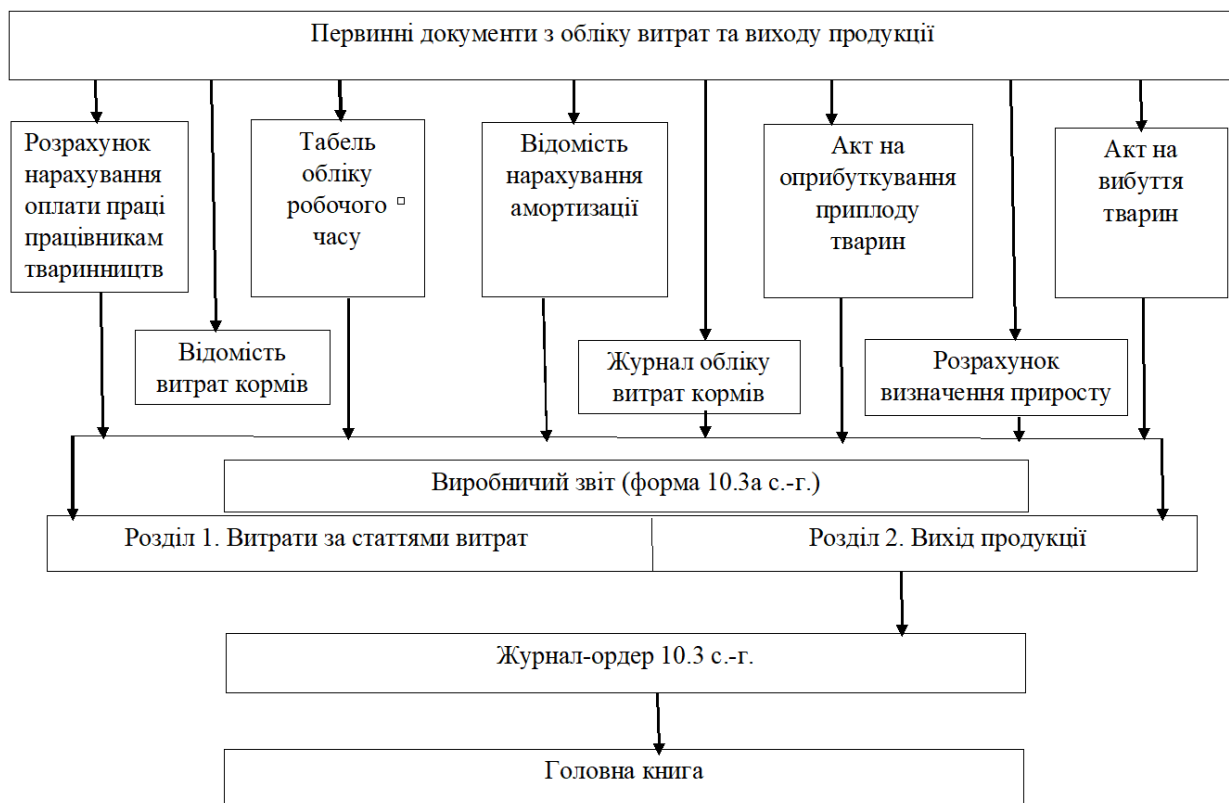 Первинні документи з обліку витрат та виходу продукції
Розрахунок
нарахування
оплати праці
працівникам
тваринництв
Табель
обліку
робочого
часу
Відомість
нарахування
амортизації
Акт на
оприбуткування
приплоду
тварин
Акт на
вибуття
тварин
Відомість
витрат кормів
Журнал обліку
витрат кормів
Розрахунок
визначення приросту
Виробничий звіт (форма 10.3а с.-г.)
Розділ 1. Витрати за статтями витрат
Розділ 2. Вихід продукції
Журнал-ордер 10.3 с.-г.
Головна книга